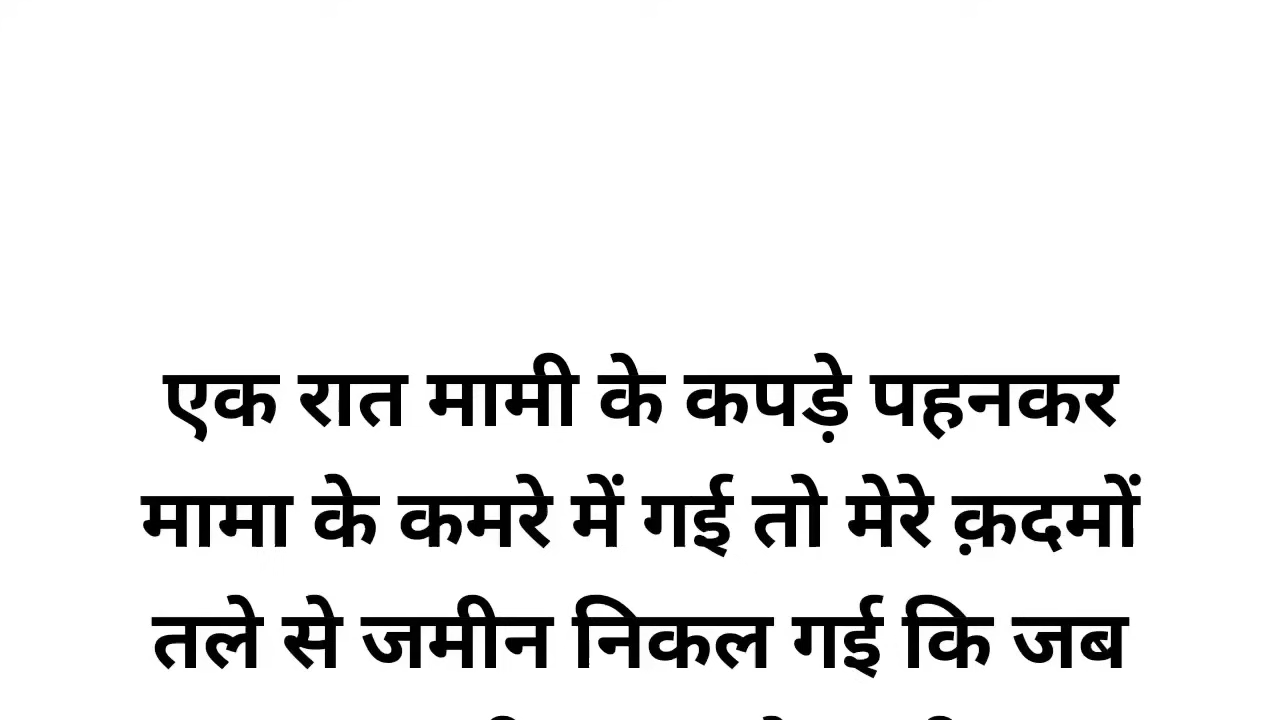 एक रात मामी के कपड़े पहनकर
मामा के कमरे में गई तो मेरे क़दमों
तले से जमीन निकल गई कि जब